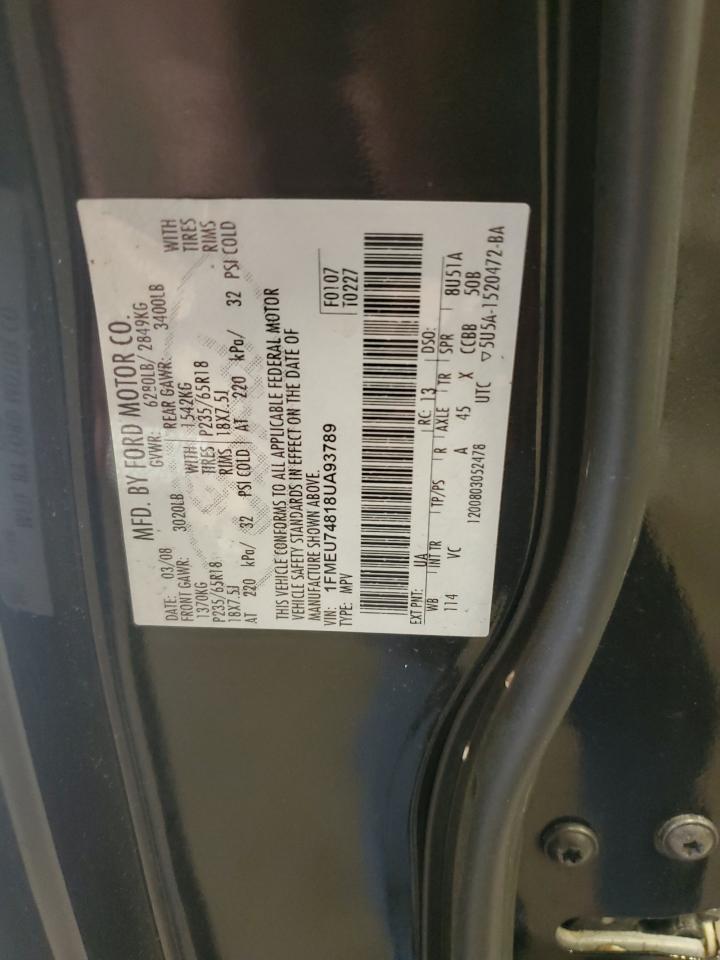 MFD. BY FORD MOTOR CO.
DATE: 03/08 GVWR: 6280LB/ 2849KG
FRONT GAWR: 3020LB REAR GAWR: 3400LB
1370KG WITH 1542KG WITH
P235/65R18 TIRES P235/65R18 TIRES
18X7.5J RIMS 18X7.5J RIMS
AT 220 kPa/ 32 PSI COLD AT 220 kPa/ 32 PSI COLD
THIS VEHICLE CONFORMS TO ALL APPLICABLE FEDERAL MOTOR
VEHICLE SAFETY STANDARDS IN EFFECT ON THE DATE OF
MANUFACTURE SHOWN ABOVE.
VIN: 1FMEU74818UA93789 F0107
TYPE: MPV T0227
EXT PNT: UA RC: 13 DSO:
WB INT TR TP/PS R AXLE TR SPR 8U51A
114 VC A 45 X CCBB 50B
1200803052478 UTC ▽5U5A-1520472-BA